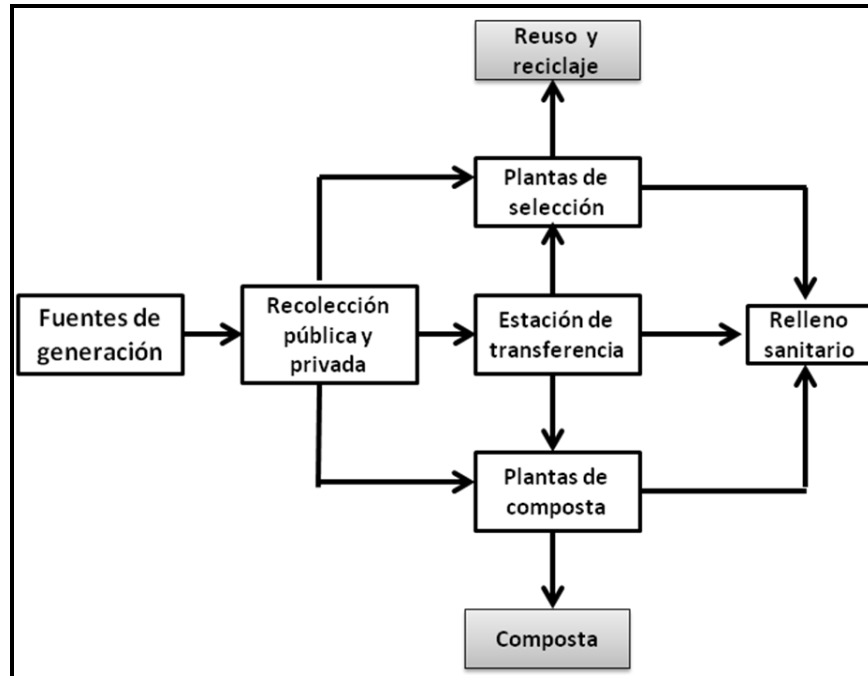 Reuso y
reciclaje
Plantas de
selección
Fuentes de
generación
Recolección
pública y
privada
Estación de
transferencia
Relleno
sanitario
Plantas de
composta
Composta